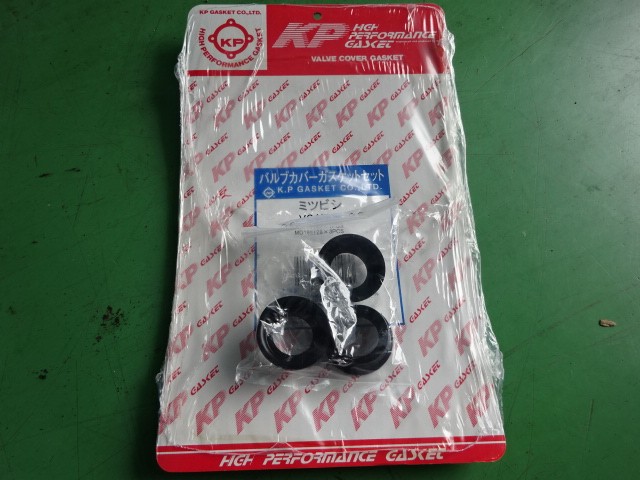 K.P GASKET CO.,LTD.
KP
HIGH PERFORMANCE GASKET
KP HIGH PERFORMANCE GASKET
VALVE COVER GASKET
KP GASKET
バルブカバーガスケットセット
K.P GASKET CO.,LTD.
ミツビシ
HIGH PERFORMANCE GASKET